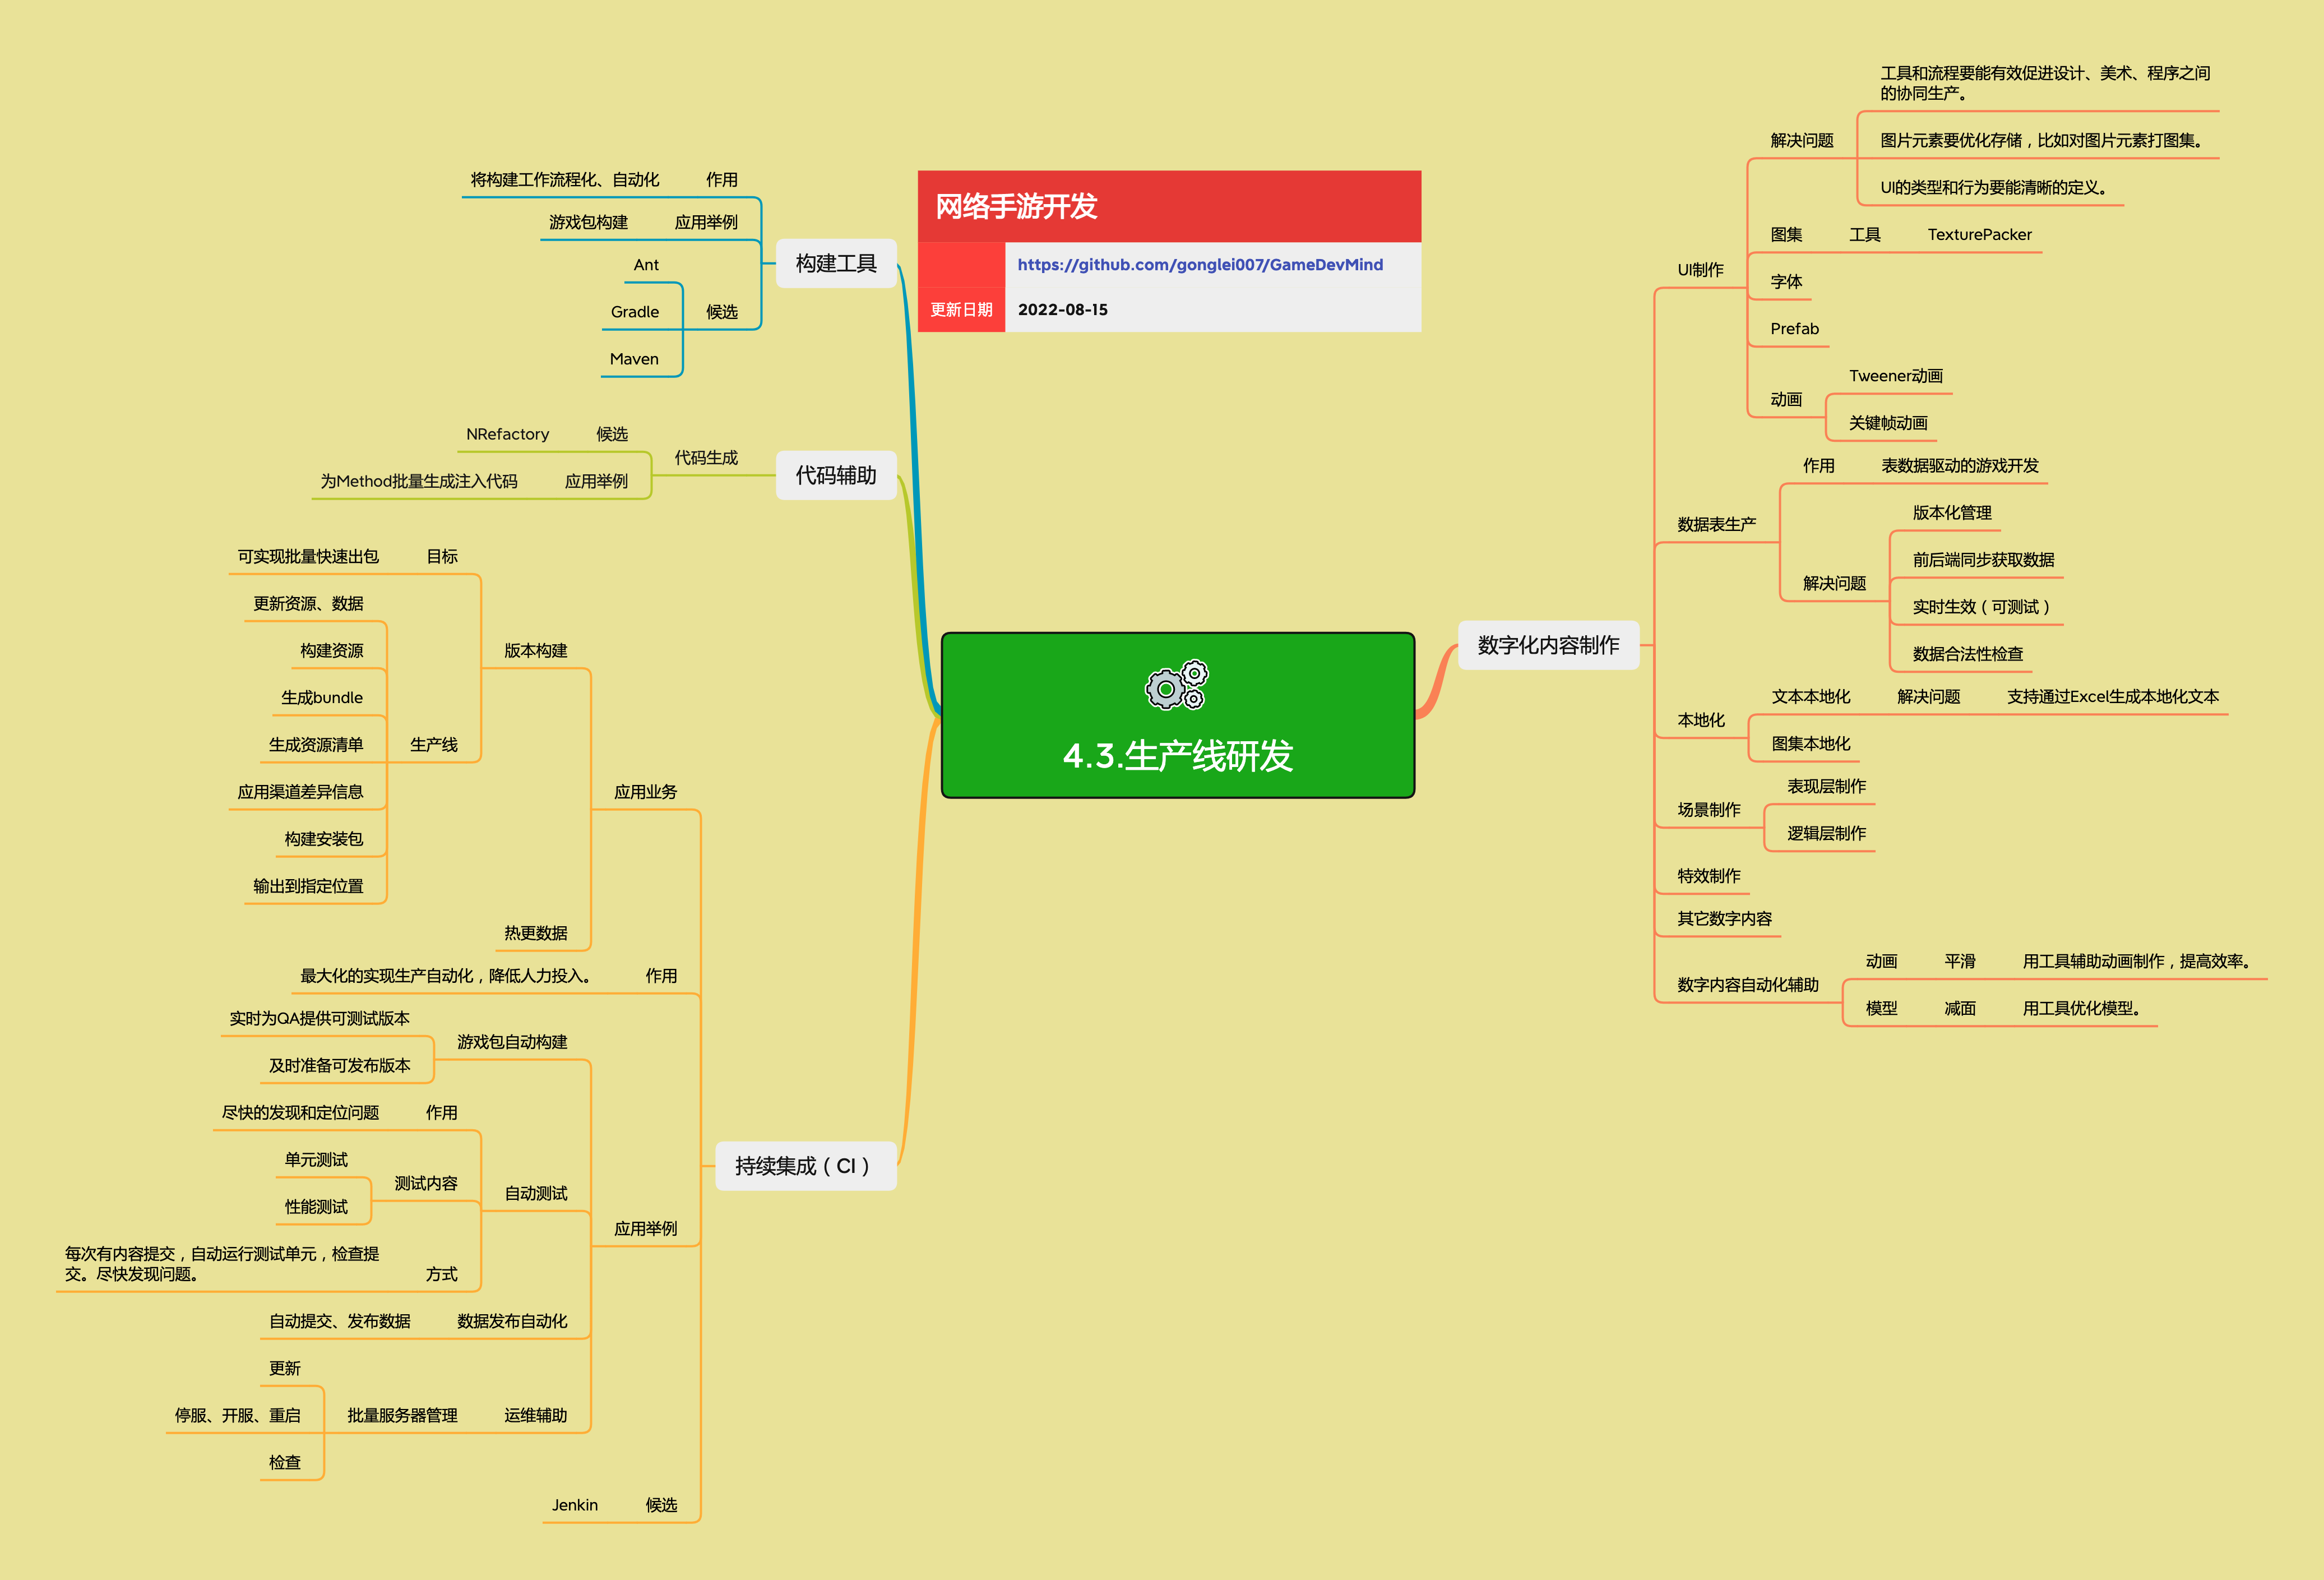 网络手游开发
https://github.com/gonglei007/GameDevMind
更新日期
2022-08-15
4.3.生产线研发
构建工具
作用
将构建工作流程化、自动化
应用举例
游戏包构建
候选
Ant
Gradle
Maven
代码辅助
代码生成
候选
NRefactory
应用举例
为Method批量生成注入代码
持续集成（CI）
应用业务
版本构建
目标
可实现批量快速出包
生产线
更新资源、数据
构建资源
生成bundle
生成资源清单
应用渠道差异信息
构建安装包
输出到指定位置
热更数据
作用
最大化的实现生产自动化，降低人力投入。
应用举例
游戏包自动构建
实时为QA提供可测试版本
及时准备可发布版本
自动测试
作用
尽快的发现和定位问题
测试内容
单元测试
性能测试
方式
每次有内容提交，自动运行测试单元，检查提
交。尽快发现问题。
数据发布自动化
自动提交、发布数据
运维辅助
批量服务器管理
更新
停服、开服、重启
检查
候选
Jenkin
数字化内容制作
UI制作
解决问题
工具和流程要能有效促进设计、美术、程序之间
的协同生产。
图片元素要优化存储，比如对图片元素打图集。
UI的类型和行为要能清晰的定义。
图集
工具
TexturePacker
字体
Prefab
动画
Tweener动画
关键帧动画
数据表生产
作用
表数据驱动的游戏开发
解决问题
版本化管理
前后端同步获取数据
实时生效（可测试）
数据合法性检查
本地化
文本本地化
解决问题
支持通过Excel生成本地化文本
图集本地化
场景制作
表现层制作
逻辑层制作
特效制作
其它数字内容
数字内容自动化辅助
动画
平滑
用工具辅助动画制作，提高效率。
模型
减面
用工具优化模型。